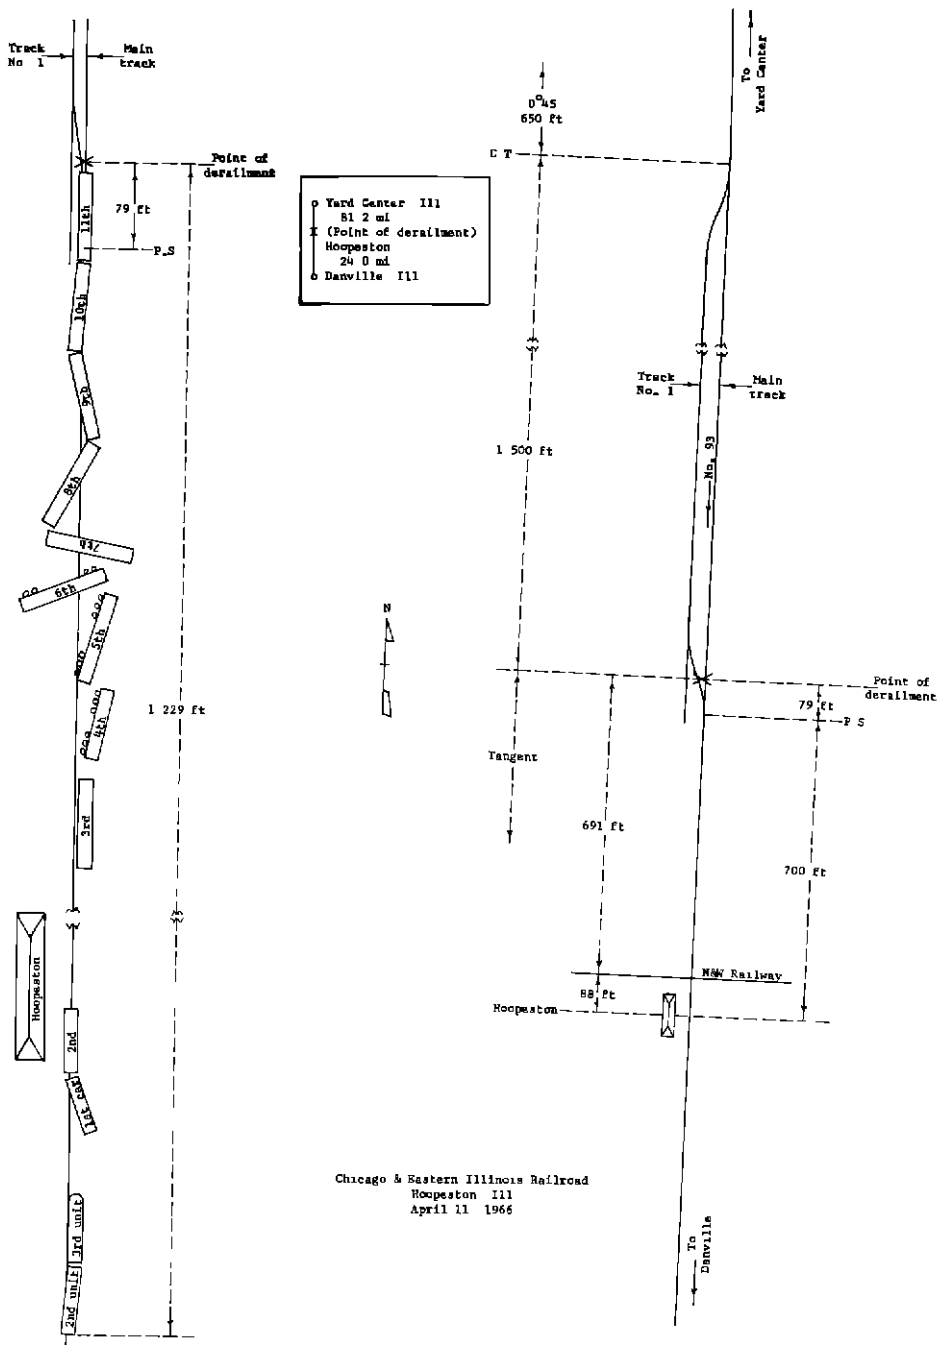 Track
No 1
Main
track
Point of
derailment
79 ft
P.S
11th
10th
9th
8th
7th
6th
5th
4th
3rd
1 229 ft
Hoopeston
2nd
1st car
3rd unit
2nd unit
Yard Center Ill
81 2 mi
(Point of derailment)
Hoopeston
24 0 mi
Danville Ill
N
Chicago & Eastern Illinois Railroad
Hoopeston Ill
April 11 1966
To
Yard Center
0°45
650 ft
C T
1 500 ft
Track
No. 1
Main
track
No. 93
Point of
derailment
79 ft
P S
Tangent
691 ft
700 ft
N&W Railway
88 ft
Hoopeston
To
Danville